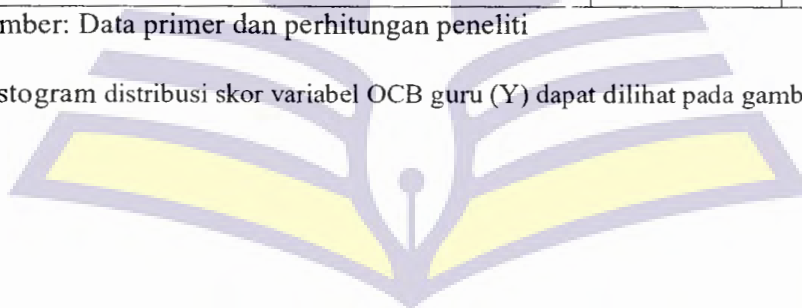 mber: Data primer dan perhitungan peneliti
stogram distribusi skor variabel OCB guru (Y) dapat dilihat pada gamb